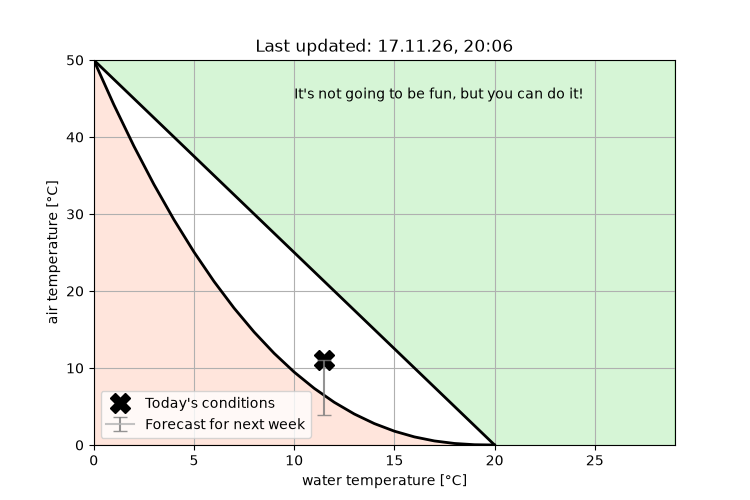 Last updated: 17.11.26, 20:06
50
It's not going to be fun, but you can do it!
40
30
air temperature [°C]
20
10
Today's conditions
Forecast for next week
0
0 5 10 15 20 25
water temperature [°C]